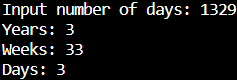 Input number of days: 1329
Years: 3
Weeks: 33
Days: 3